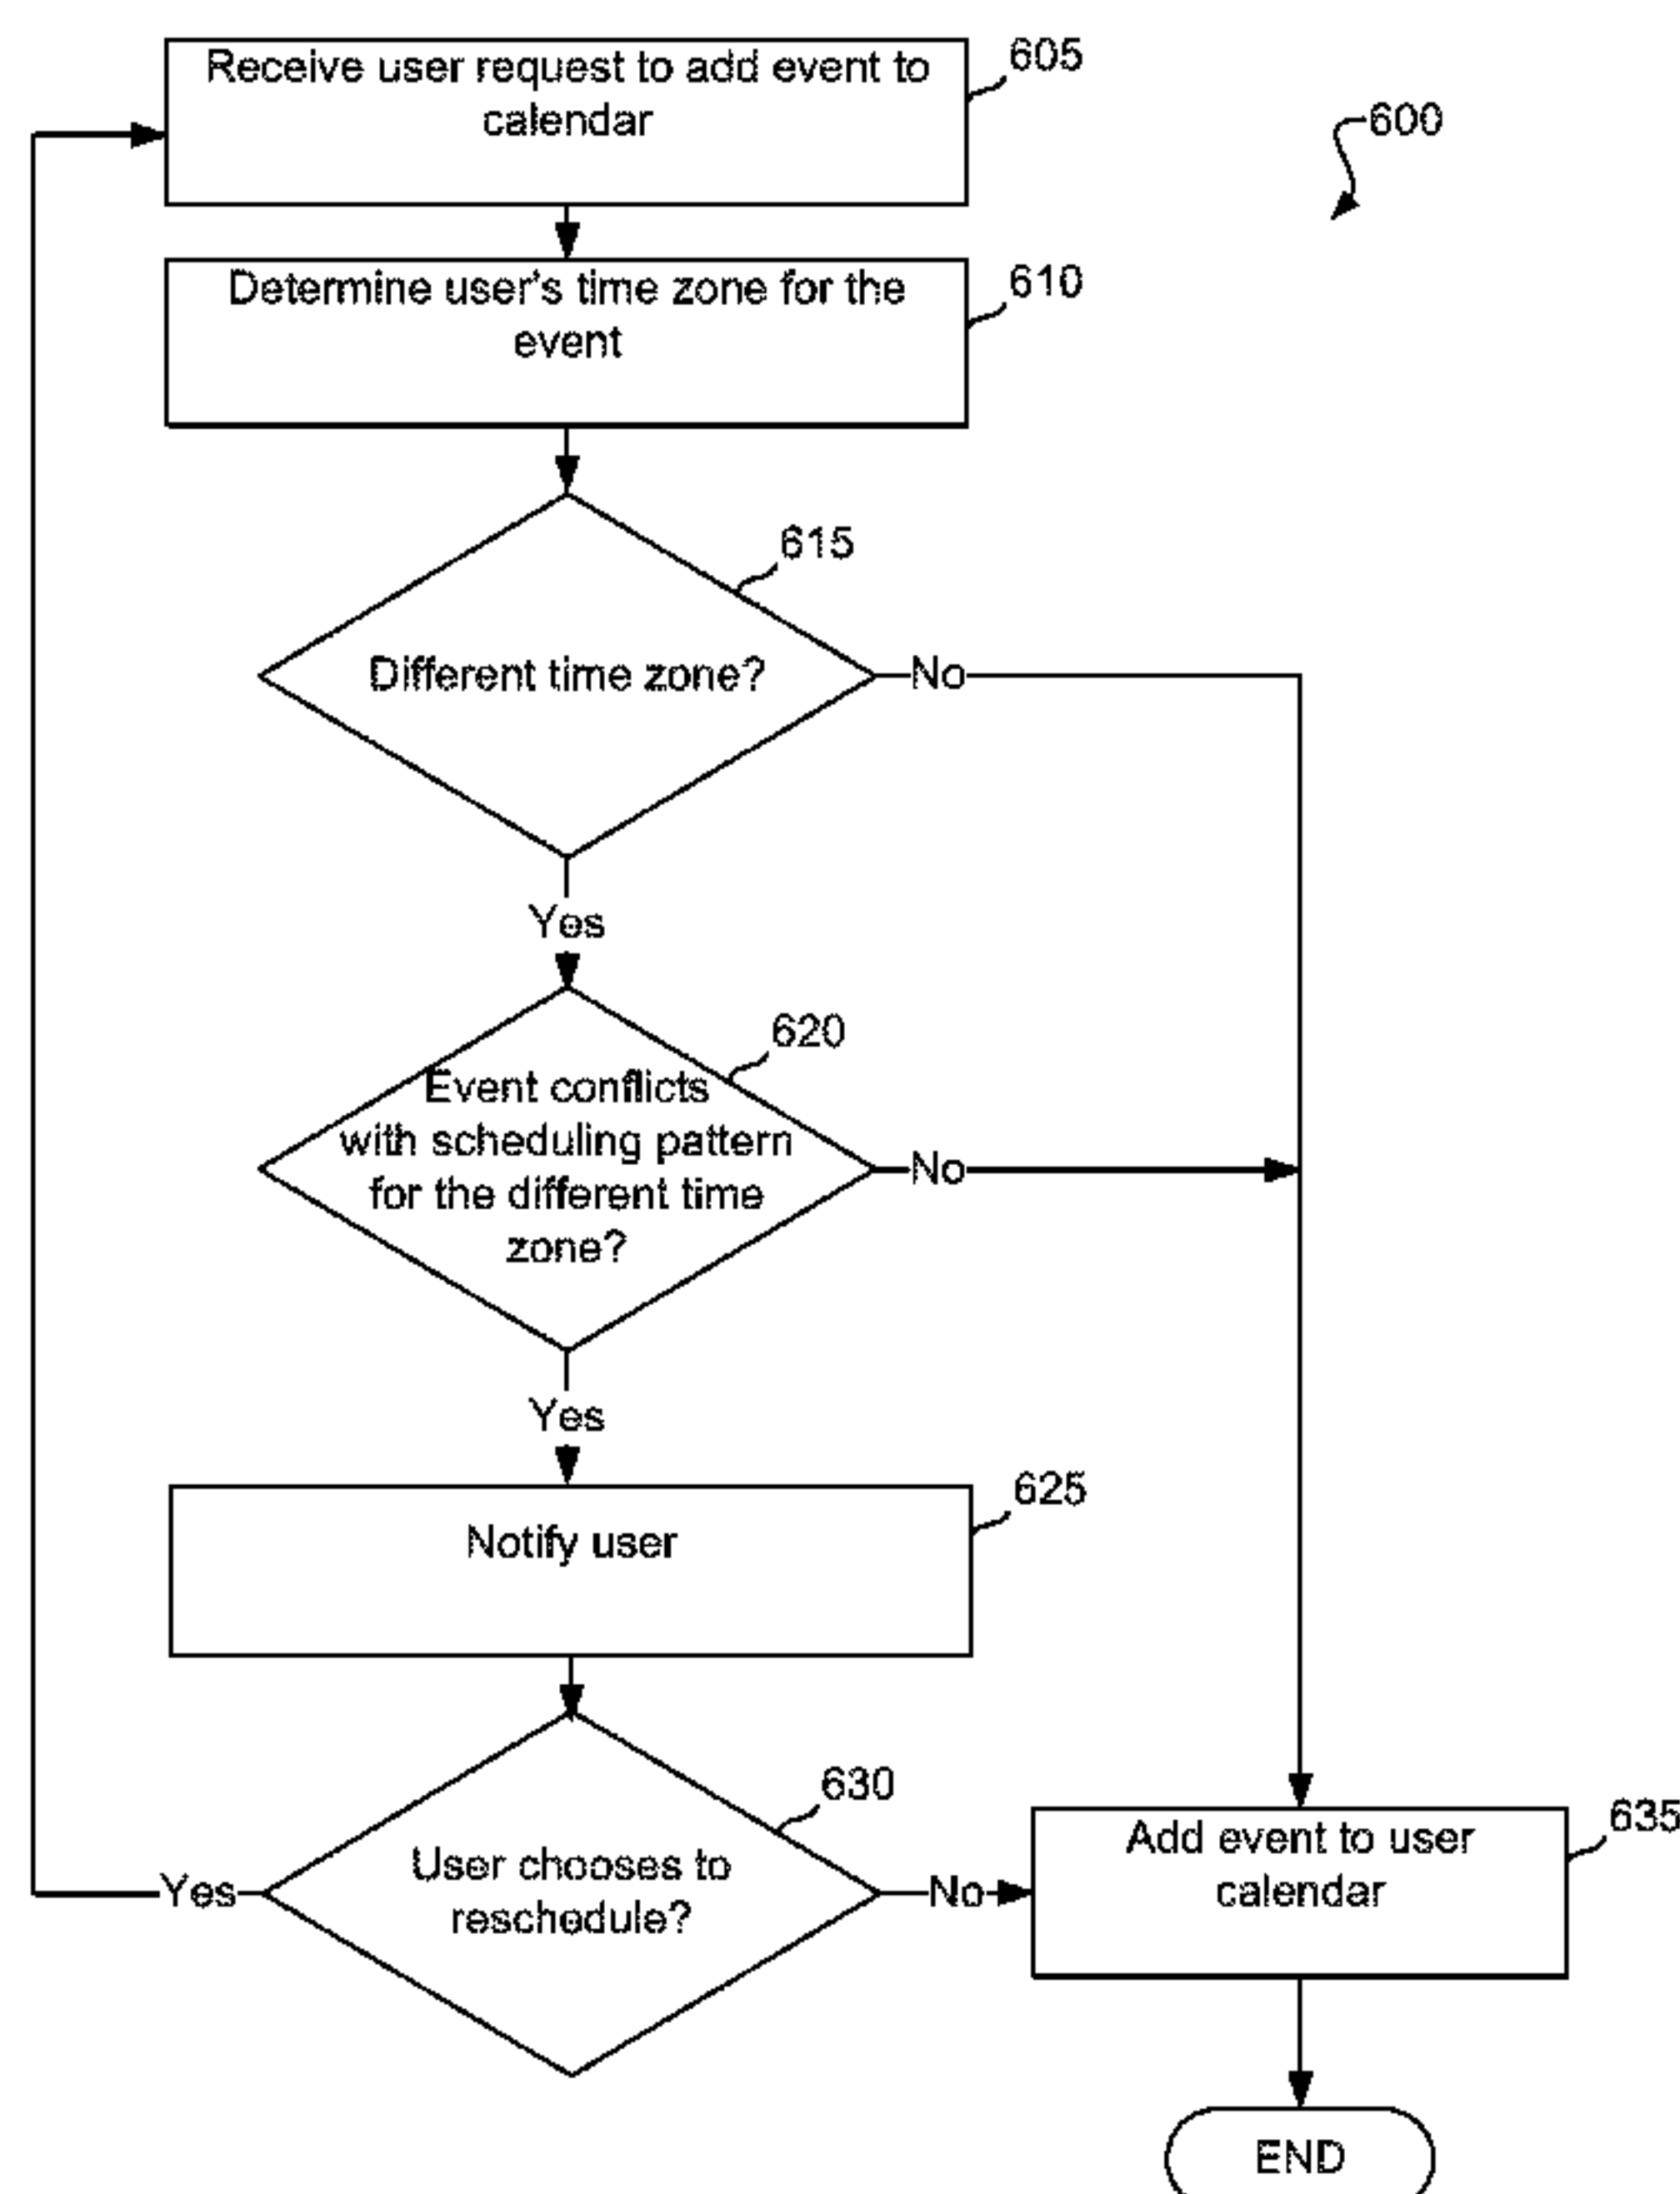 Receive user request to add event to
calendar
605
600
Determine user's time zone for the
event
610
615
Different time zone?
No
Yes
620
Event conflicts
with scheduling pattern
for the different time
zone?
No
Yes
625
Notify user
630
User chooses to
reschedule?
Yes
No
635
Add event to user
calendar
END